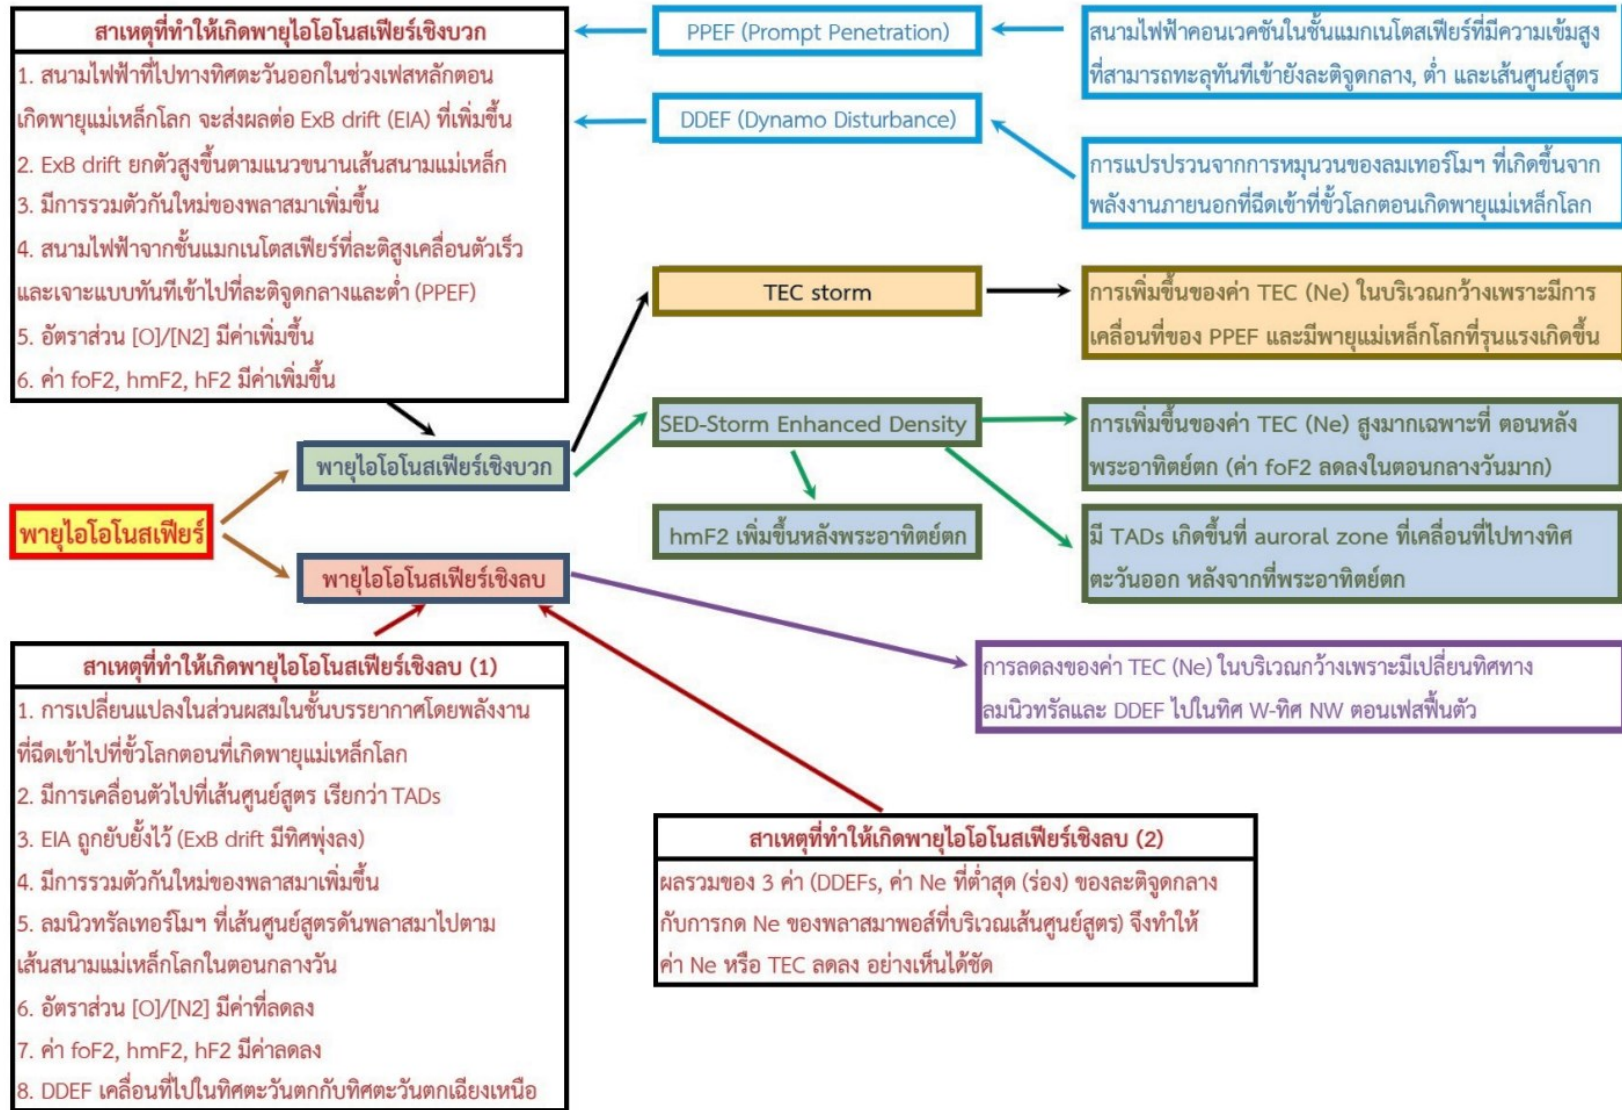 สาเหตุที่ทำให้เกิดพายุไอโอโนสเฟียร์เชิงบวก
1. สนามไฟฟ้าที่ไปทางทิศตะวันออกในช่วงเฟสหลักตอน
เกิดพายุแม่เหล็กโลก จะส่งผลต่อ ExB drift (EIA) ที่เพิ่มขึ้น
2. ExB drift ยกตัวสูงขึ้นตามแนวขนานเส้นสนามแม่เหล็ก
3. มีการรวมตัวกันใหม่ของพลาสมาเพิ่มขึ้น
4. สนามไฟฟ้าจากชั้นแมกเนโตสเฟียร์ที่ละติสูงเคลื่อนตัวเร็ว
และเจาะแบบทันทีเข้าไปที่ละติจูดกลางและต่ำ (PPEF)
5. อัตราส่วน [O]/[N2] มีค่าเพิ่มขึ้น
6. ค่า foF2, hmF2, hF2 มีค่าเพิ่มขึ้น
PPEF (Prompt Penetration)
สนามไฟฟ้าคอนเวคชันในชั้นแมกเนโตสเฟียร์ที่มีความเข้มสูง
ที่สามารถทะลุทันทีเข้ายังละติจูดกลาง, ต่ำ และเส้นศูนย์สูตร
DDEF (Dynamo Disturbance)
การแปรปรวนจากการหมุนวนของลมเทอร์โมฯ ที่เกิดขึ้นจาก
พลังงานภายนอกที่ฉีดเข้าที่ขั้วโลกตอนเกิดพายุแม่เหล็กโลก
TEC storm
การเพิ่มขึ้นของค่า TEC (Ne) ในบริเวณกว้างเพราะมีการ
เคลื่อนที่ของ PPEF และมีพายุแม่เหล็กโลกที่รุนแรงเกิดขึ้น
SED-Storm Enhanced Density
การเพิ่มขึ้นของค่า TEC (Ne) สูงมากเฉพาะที่ ตอนหลัง
พระอาทิตย์ตก (ค่า foF2 ลดลงในตอนกลางวันมาก)
พายุไอโอโนสเฟียร์เชิงบวก
พายุไอโอโนสเฟียร์
hmF2 เพิ่มขึ้นหลังพระอาทิตย์ตก
มี TADs เกิดขึ้นที่ auroral zone ที่เคลื่อนที่ไปทางทิศ
ตะวันออก หลังจากที่พระอาทิตย์ตก
พายุไอโอโนสเฟียร์เชิงลบ
การลดลงของค่า TEC (Ne) ในบริเวณกว้างเพราะมีเปลี่ยนทิศทาง
ลมนิวทรัลและ DDEF ไปในทิศ W-ทิศ NW ตอนเฟสฟื้นตัว
สาเหตุที่ทำให้เกิดพายุไอโอโนสเฟียร์เชิงลบ (1)
1. การเปลี่ยนแปลงในส่วนผสมในชั้นบรรยากาศโดยพลังงาน
ที่ฉีดเข้าไปที่ขั้วโลกตอนที่เกิดพายุแม่เหล็กโลก
2. มีการเคลื่อนตัวไปที่เส้นศูนย์สูตร เรียกว่า TADs
3. EIA ถูกยับยั้งไว้ (ExB drift มีทิศพุ่งลง)
4. มีการรวมตัวกันใหม่ของพลาสมาเพิ่มขึ้น
5. ลมนิวทรัลเทอร์โมฯ ที่เส้นศูนย์สูตรดันพลาสมาไปตาม
เส้นสนามแม่เหล็กโลกในตอนกลางวัน
6. อัตราส่วน [O]/[N2] มีค่าที่ลดลง
7. ค่า foF2, hmF2, hF2 มีค่าลดลง
8. DDEF เคลื่อนที่ไปในทิศตะวันตกกับทิศตะวันตกเฉียงเหนือ
สาเหตุที่ทำให้เกิดพายุไอโอโนสเฟียร์เชิงลบ (2)
ผลรวมของ 3 ค่า (DDEFs, ค่า Ne ที่ต่ำสุด (ร่อง) ของละติจูดกลาง
กับการกด Ne ของพลาสมาพอส์ที่บริเวณเส้นศูนย์สูตร) จึงทำให้
ค่า Ne หรือ TEC ลดลง อย่างเห็นได้ชัด